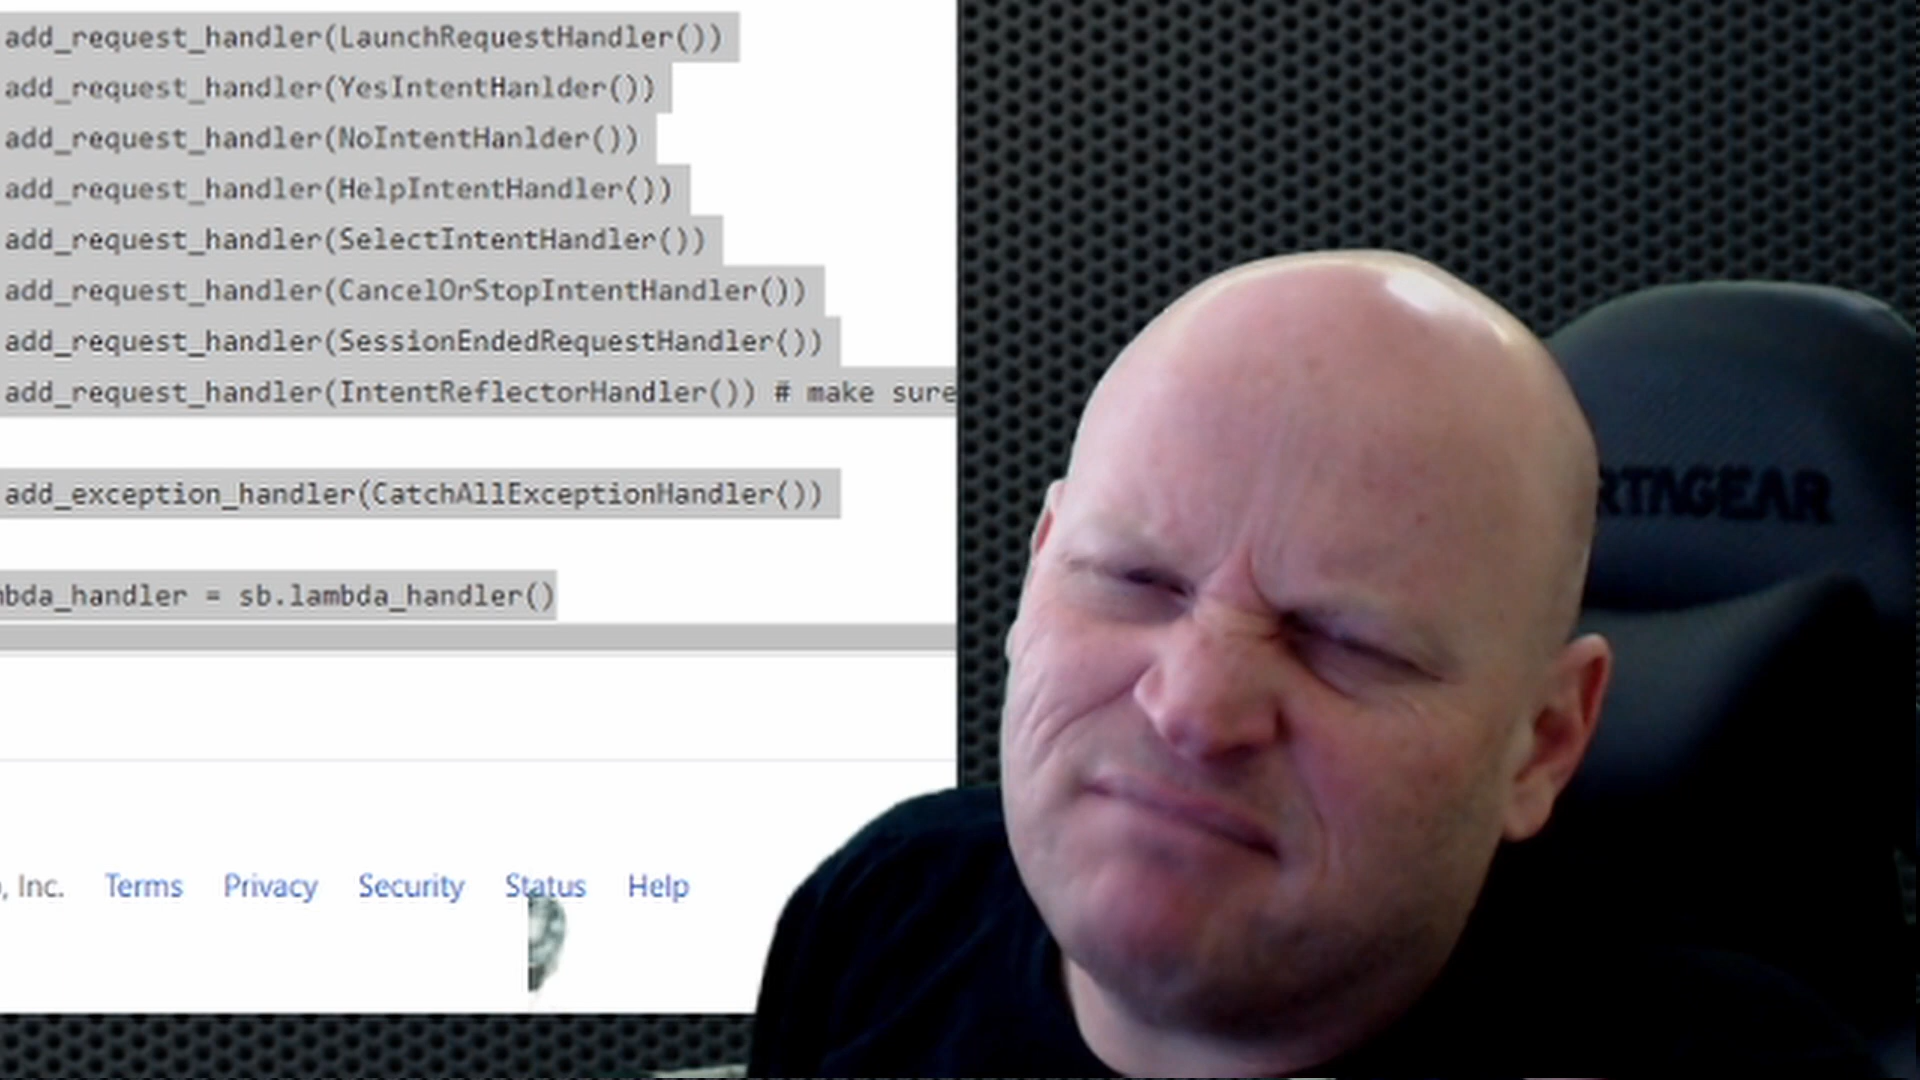 add_request_handler(LaunchRequestHandler())
add_request_handler(YesIntentHanlder())
add_request_handler(NoIntentHanlder())
add_request_handler(HelpIntentHandler())
add_request_handler(SelectIntentHandler())
add_request_handler(CancelOrStopIntentHandler())
add_request_handler(SessionEndedRequestHandler())
add_request_handler(IntentReflectorHandler()) # make sure
add_exception_handler(CatchAllExceptionHandler())
bda_handler = sb.lambda_handler()
RTAGEAR
, Inc. Terms Privacy Security Status Help